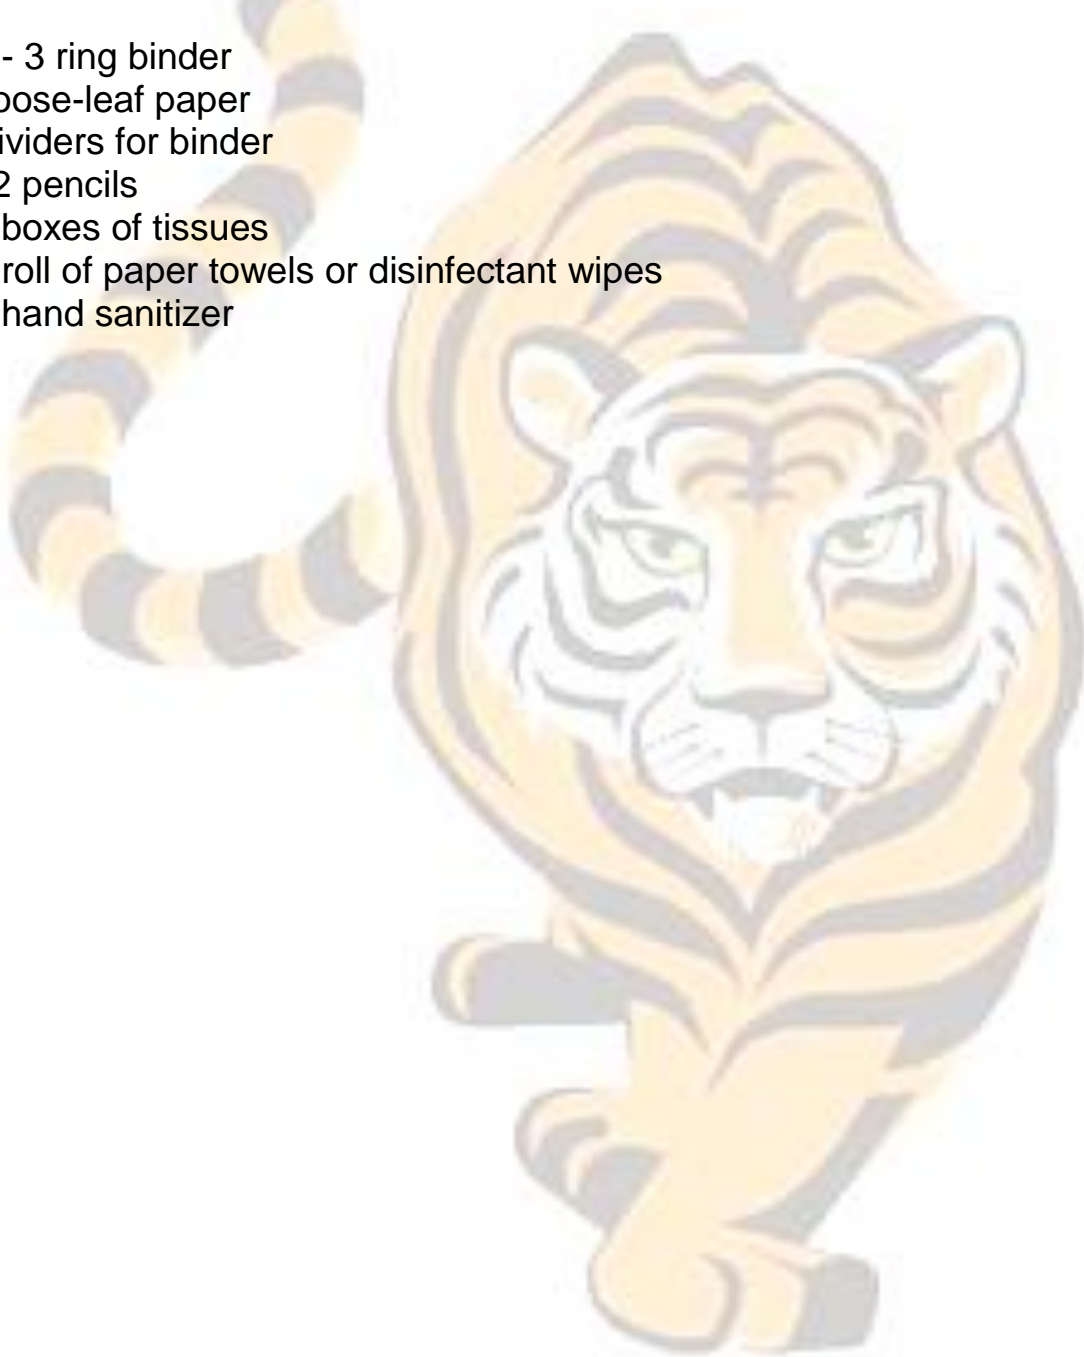 - 3 ring binder
oose-leaf paper
ividers for binder
2 pencils
boxes of tissues
roll of paper towels or disinfectant wipes
hand sanitizer